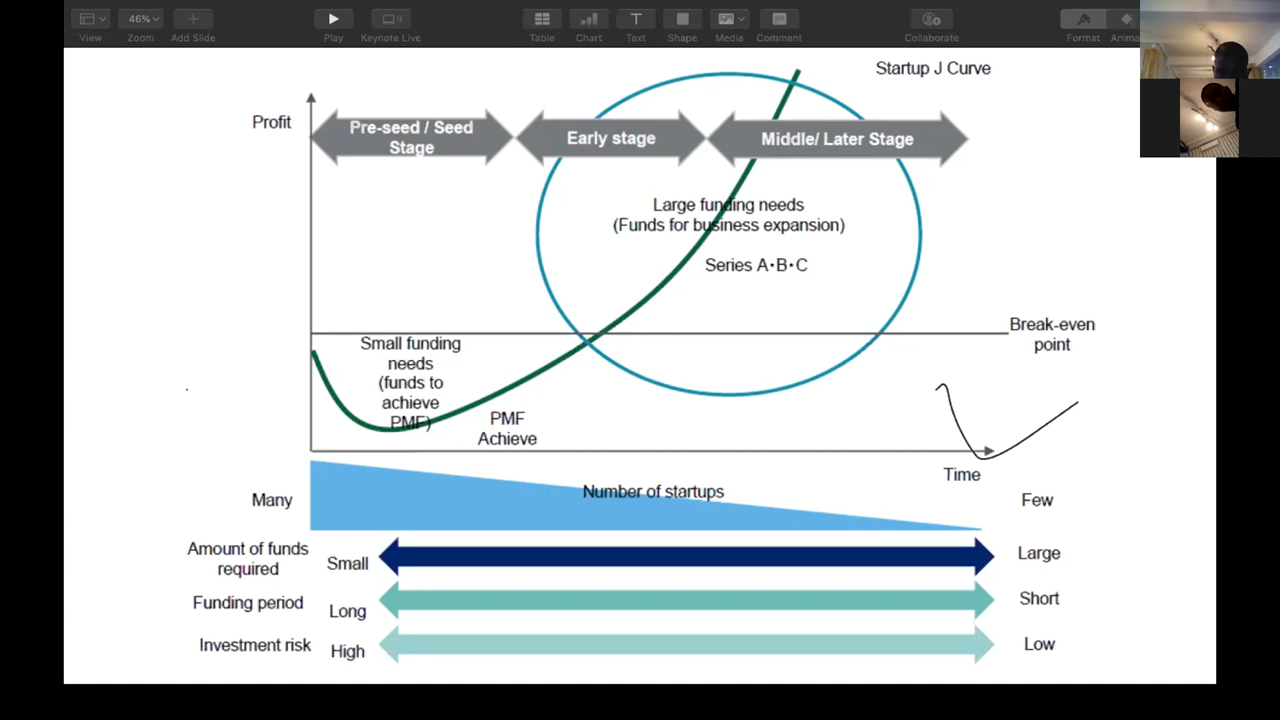 46%
View
Zoom
Add Slide
Play
Keynote Live
Table
Chart
Text
Shape
Media
Comment
Collaborate
Format
Anima
Startup J Curve
Profit
Pre-seed / Seed
Stage
Early stage
Middle/ Later Stage
Large funding needs
(Funds for business expansion)
Series A・B・C
Break-even
point
Small funding
needs
(funds to
achieve
PMF)
PMF
Achieve
Time
Many
Number of startups
Few
Amount of funds
required
Small
Large
Funding period
Long
Short
Investment risk
High
Low